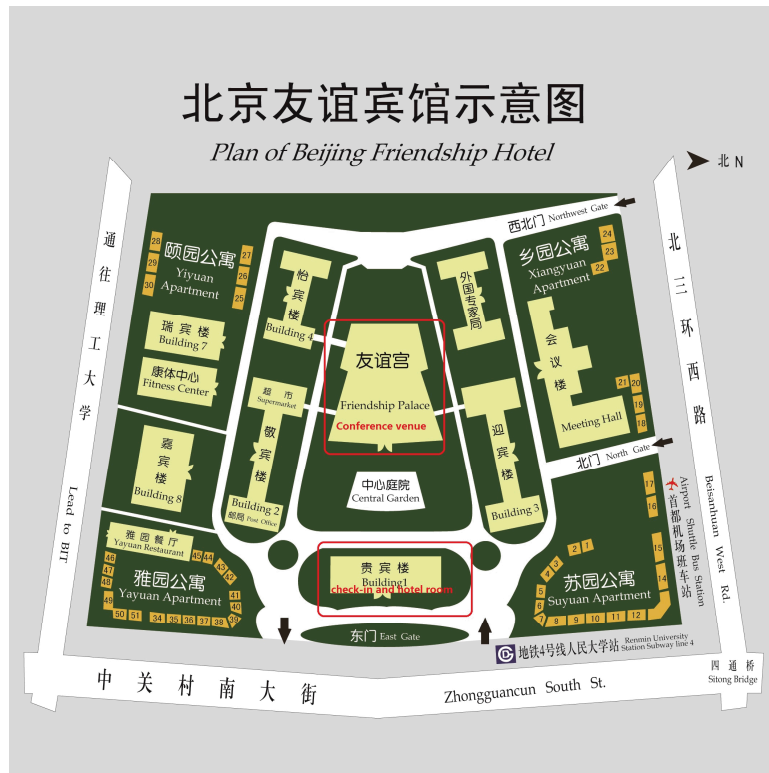 北京友谊宾馆示意图
Plan of Beijing Friendship Hotel
北 N
西北门 Northwest Gate
通往理工大学
Lead to BIT
颐园公寓
Yiyuan
Apartment
28
29
30
27
26
25
怡宾楼
Building 4
外国专家局
乡园公寓
Xiangyuan
Apartment
24
23
22
北三环西路
Beisanhuan West Rd.
瑞宾楼
Building 7
康体中心
Fitness Center
友谊宫
Friendship Palace
Conference venue
会议楼
Meeting Hall
21
20
19
18
超市
Supermarket
敬宾楼
Building 2
邮局 Post Office
迎宾楼
Building 3
北门 North Gate
嘉宾楼
Building 8
中心庭院
Central Garden
17
16
首都机场班车站
Airport Shuttle Bus Station
雅园餐厅
Yayuan Restaurant
45
44
43
42
41
40
39
46
47
48
49
50
51
34
35
36
37
38
雅园公寓
Yayuan Apartment
贵宾楼
Building1
check-in and hotel room
苏园公寓
Suyuan Apartment
1
2
3
4
5
6
7
8
9
10
11
12
14
15
东门 East Gate
地铁4号线人民大学站 Renmin University
Station Subway line 4
中关村南大街
Zhongguancun South St.
四通桥
Sitong Bridge